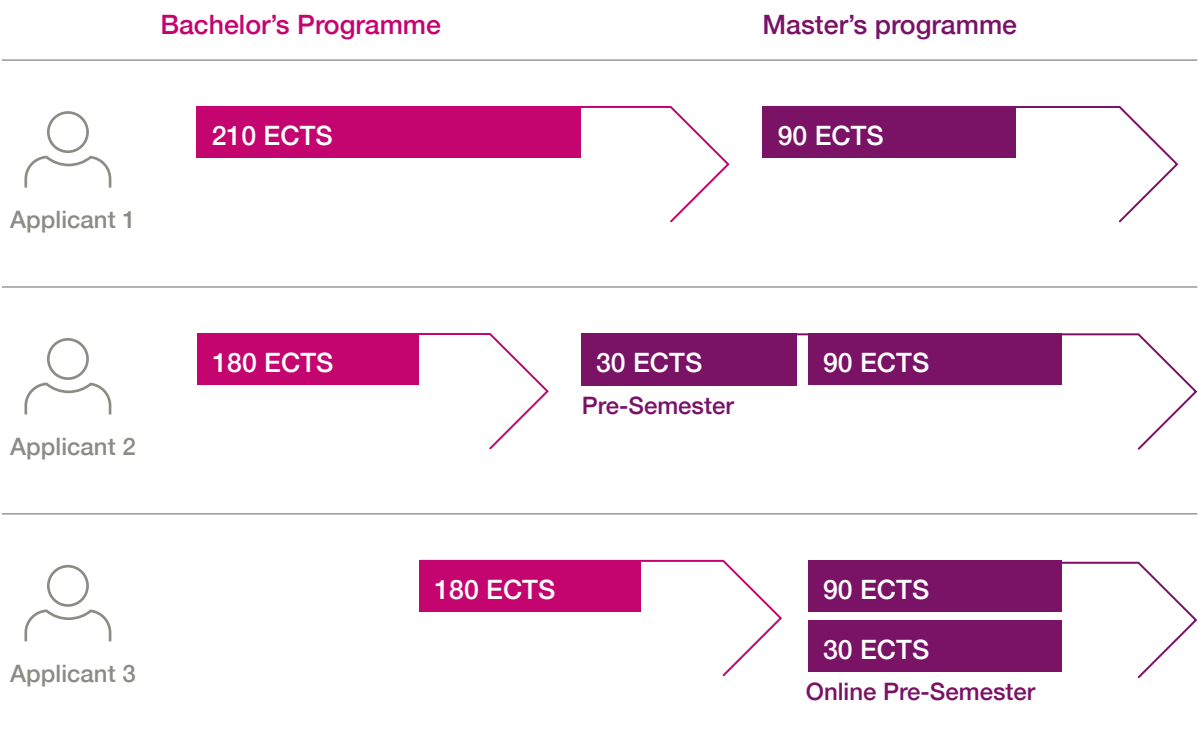 Bachelor’s Programme
Master’s programme
210 ECTS
90 ECTS
Applicant 1
180 ECTS
30 ECTS
90 ECTS
Pre-Semester
Applicant 2
180 ECTS
90 ECTS
30 ECTS
Applicant 3
Online Pre-Semester